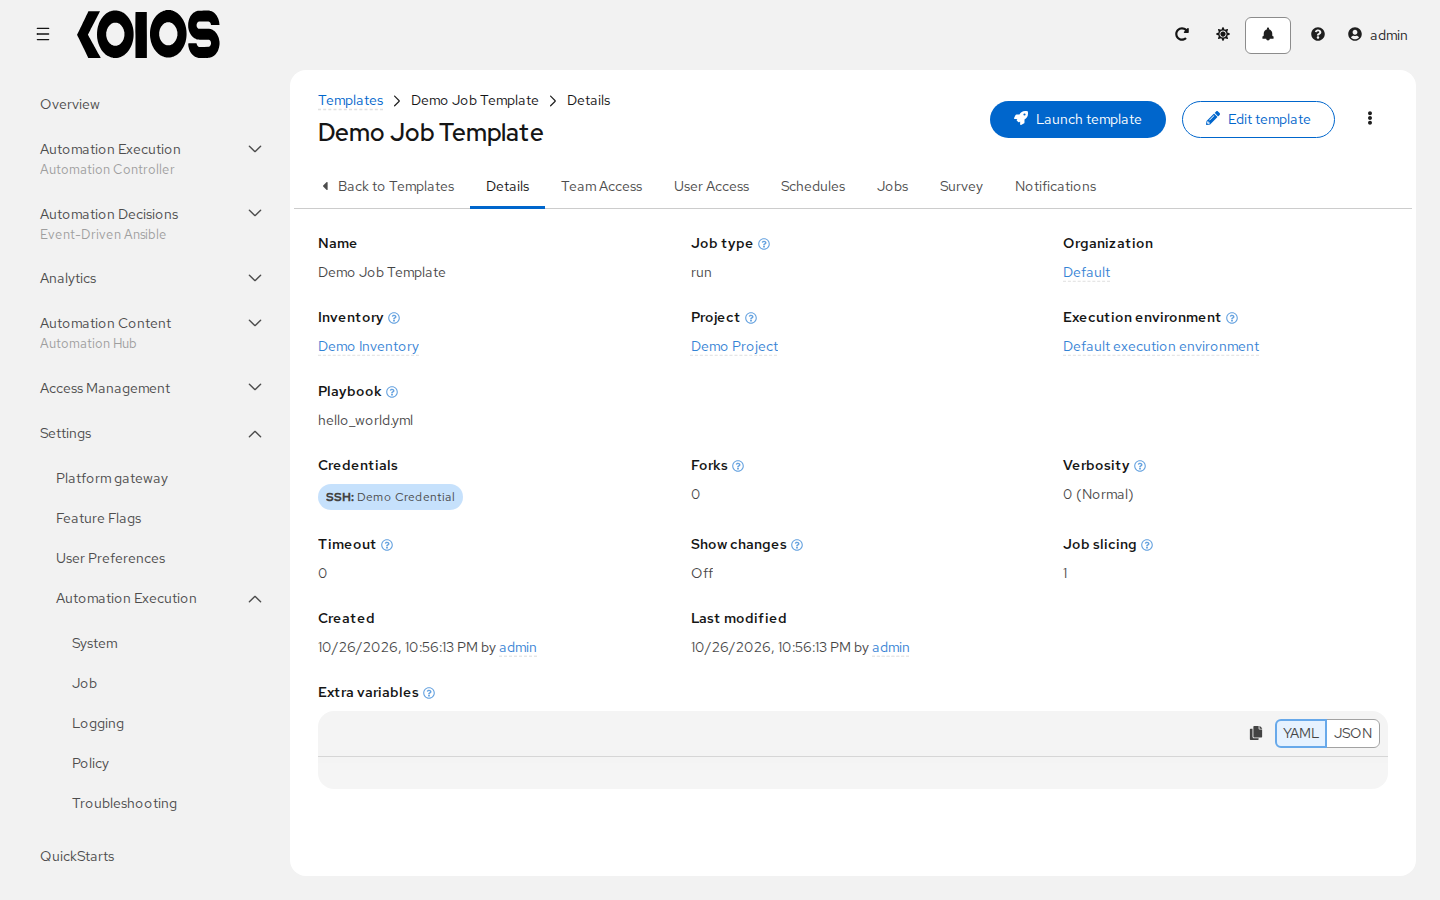 KOIOS
admin
Overview
Automation Execution
Automation Controller
Automation Decisions
Event-Driven Ansible
Analytics
Automation Content
Automation Hub
Access Management
Settings
Platform gateway
Feature Flags
User Preferences
Automation Execution
System
Job
Logging
Policy
Troubleshooting
QuickStarts
Templates > Demo Job Template > Details
Demo Job Template
Launch template
Edit template
Back to Templates Details Team Access User Access Schedules Jobs Survey Notifications
Name
Demo Job Template
Job type
run
Organization
Default
Inventory
Demo Inventory
Project
Demo Project
Execution environment
Default execution environment
Playbook
hello_world.yml
Credentials
SSH: Demo Credential
Forks
0
Verbosity
0 (Normal)
Timeout
0
Show changes
Off
Job slicing
1
Created
10/26/2026, 10:56:13 PM by admin
Last modified
10/26/2026, 10:56:13 PM by admin
Extra variables
YAML JSON